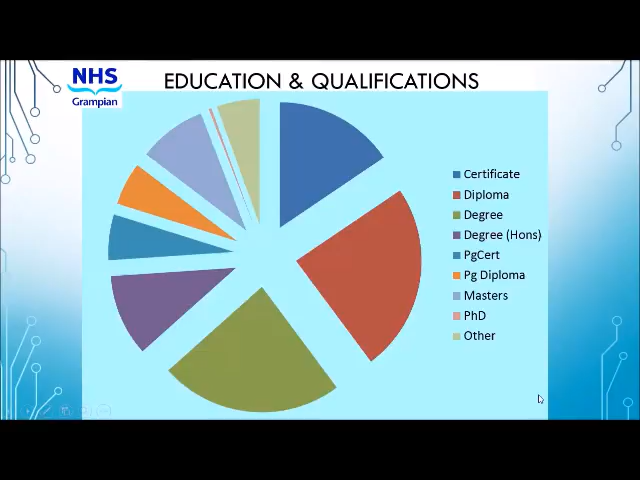 NHS
Grampian
EDUCATION & QUALIFICATIONS
Certificate
Diploma
Degree
Degree (Hons)
PgCert
Pg Diploma
Masters
PhD
Other